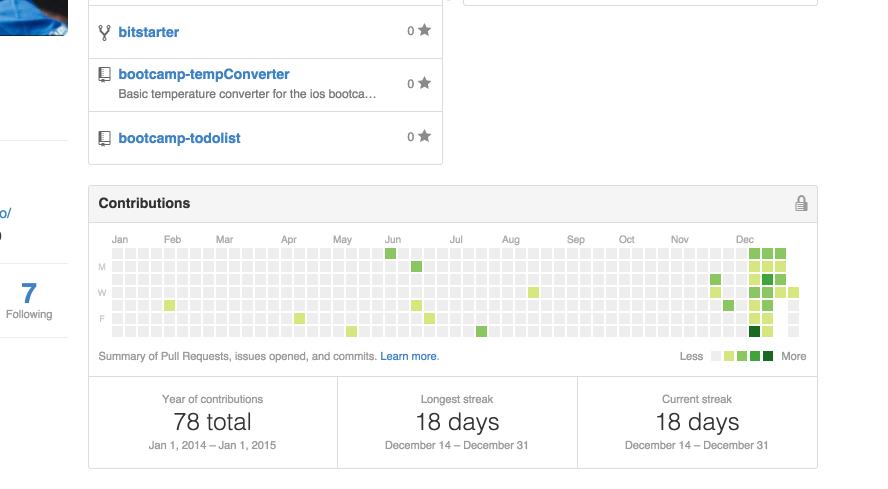 bitstarter 0
bootcamp-tempConverter 0
Basic temperature converter for the ios bootca…
bootcamp-todolist 0
Contributions
o/
7
Following
Jan Feb Mar Apr May Jun Jul Aug Sep Oct Nov Dec
M
W
F
Summary of Pull Requests, issues opened, and commits. Learn more.
Less More
Year of contributions
78 total
Jan 1, 2014 – Jan 1, 2015
Longest streak
18 days
December 14 – December 31
Current streak
18 days
December 14 – December 31